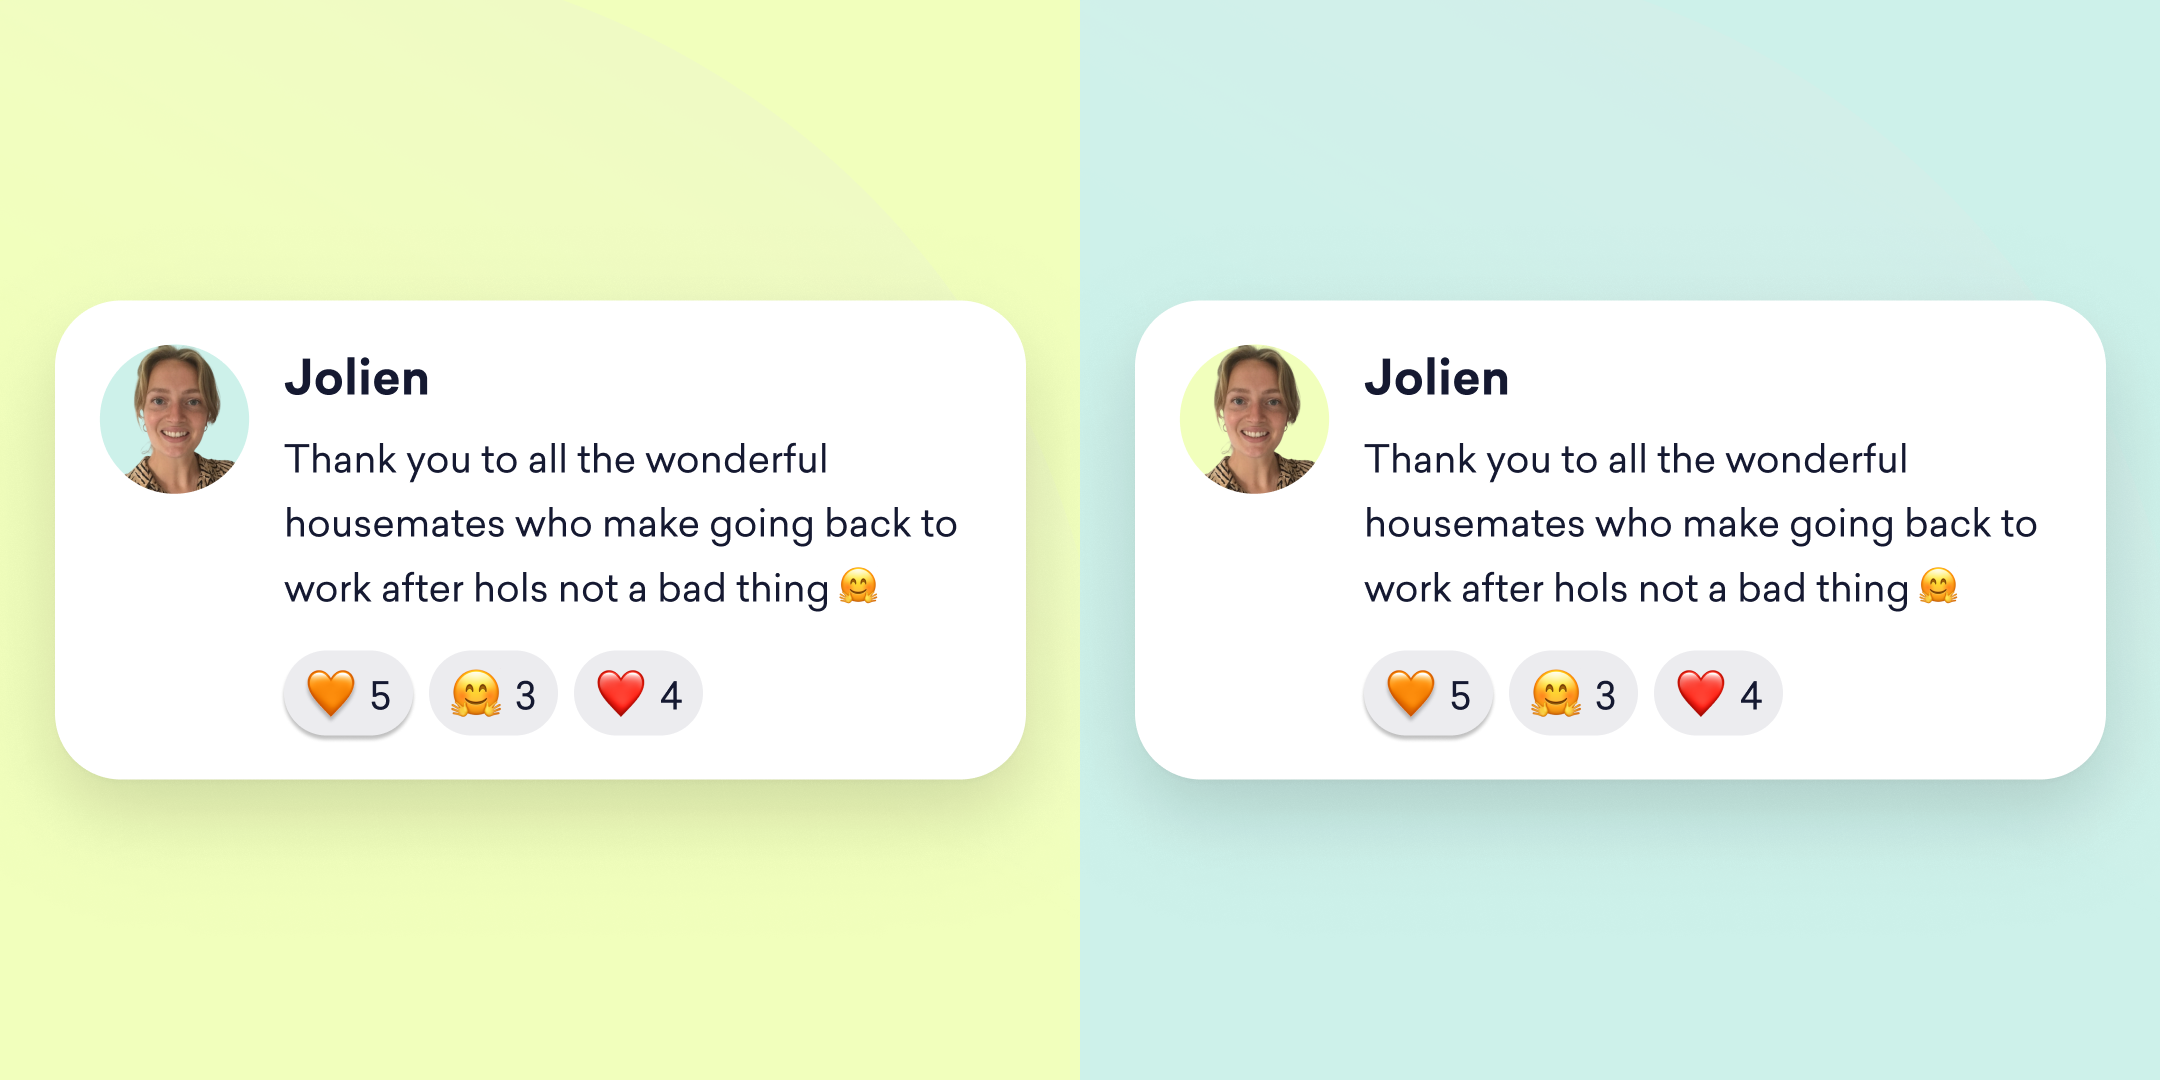 Jolien
Thank you to all the wonderful
housemates who make going back to
work after hols not a bad thing 🤗
🧡 5 🤗 3 ❤️ 4
Jolien
Thank you to all the wonderful
housemates who make going back to
work after hols not a bad thing 🤗
🧡 5 🤗 3 ❤️ 4